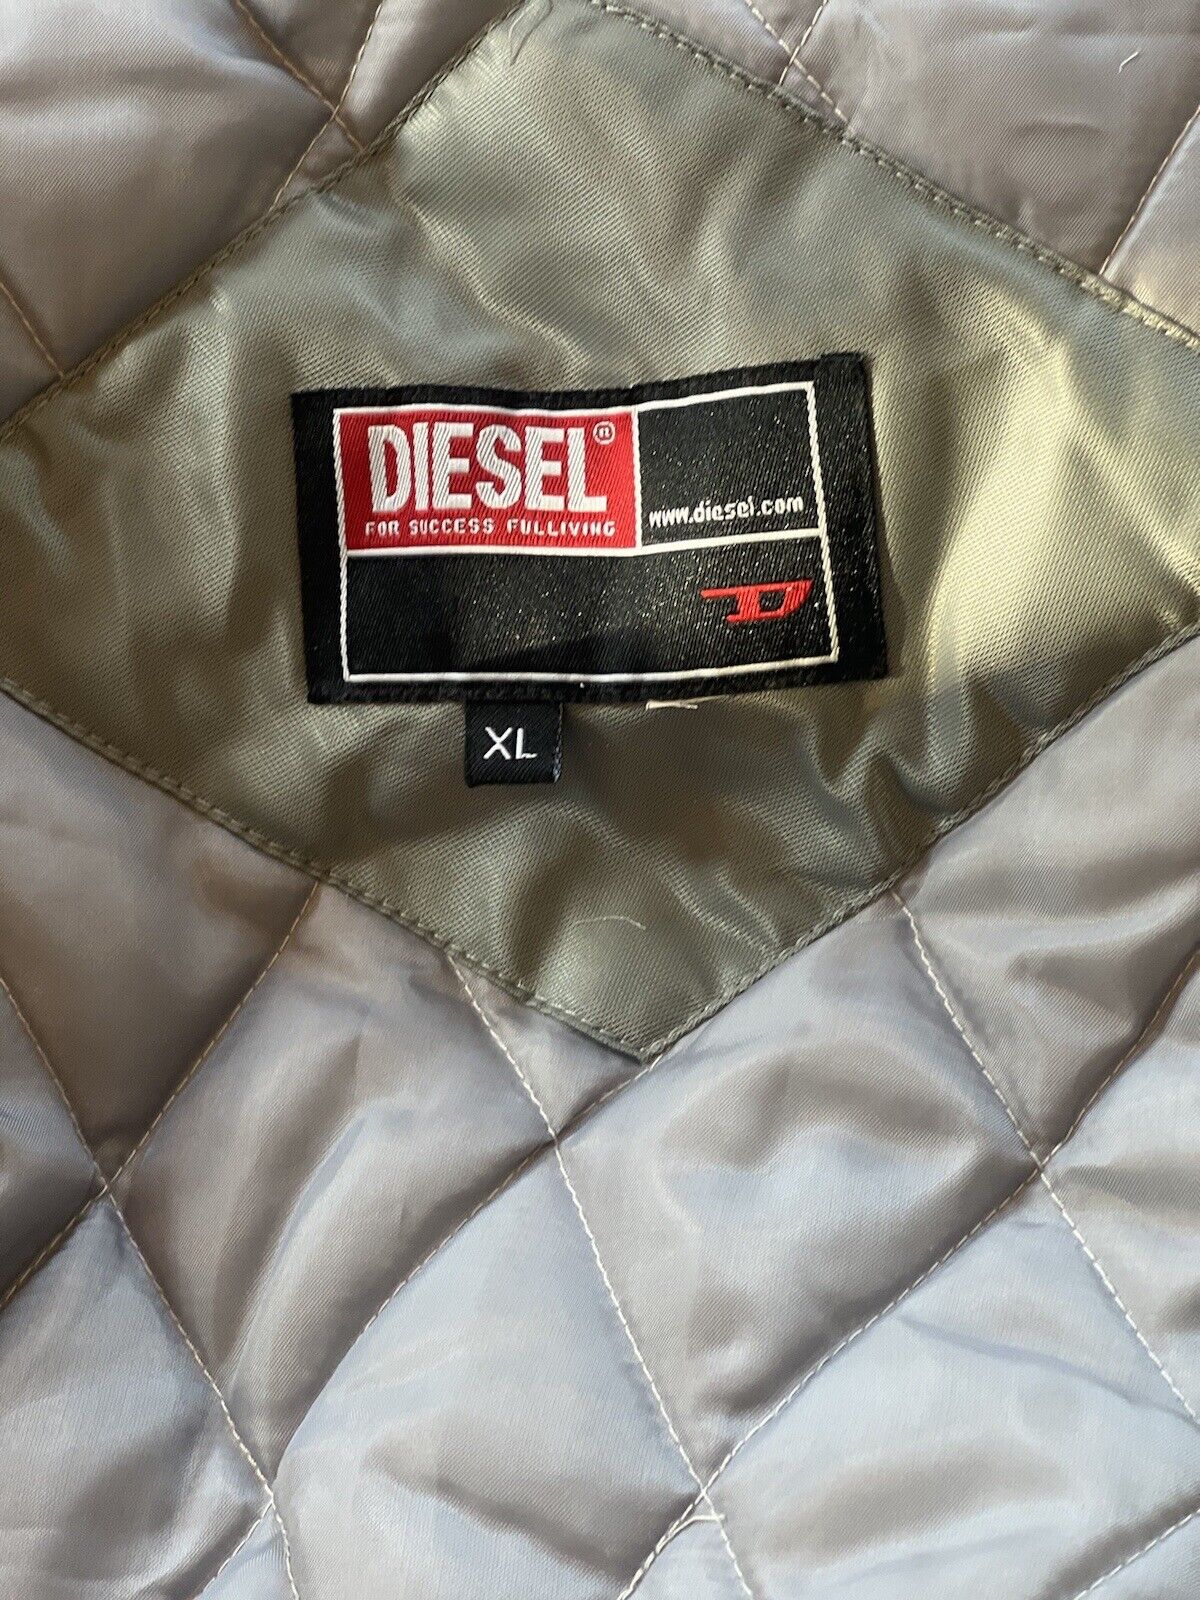 DIESEL®
FOR SUCCESS FULLIVING
www.diesel.com
D
XL